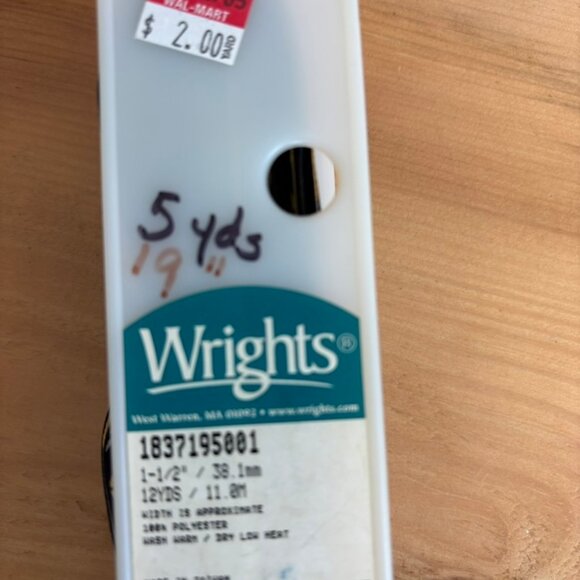 WAL-MART
$ 2.00
YARD
5 yds
19"
Wrights®
West Warren, MA 01092 • www.wrights.com
1837195001
1-1/2" / 38.1mm
12YDS / 11.0M
WIDTH IS APPROXIMATE
100% POLYESTER
WASH WARM / DRY LOW HEAT